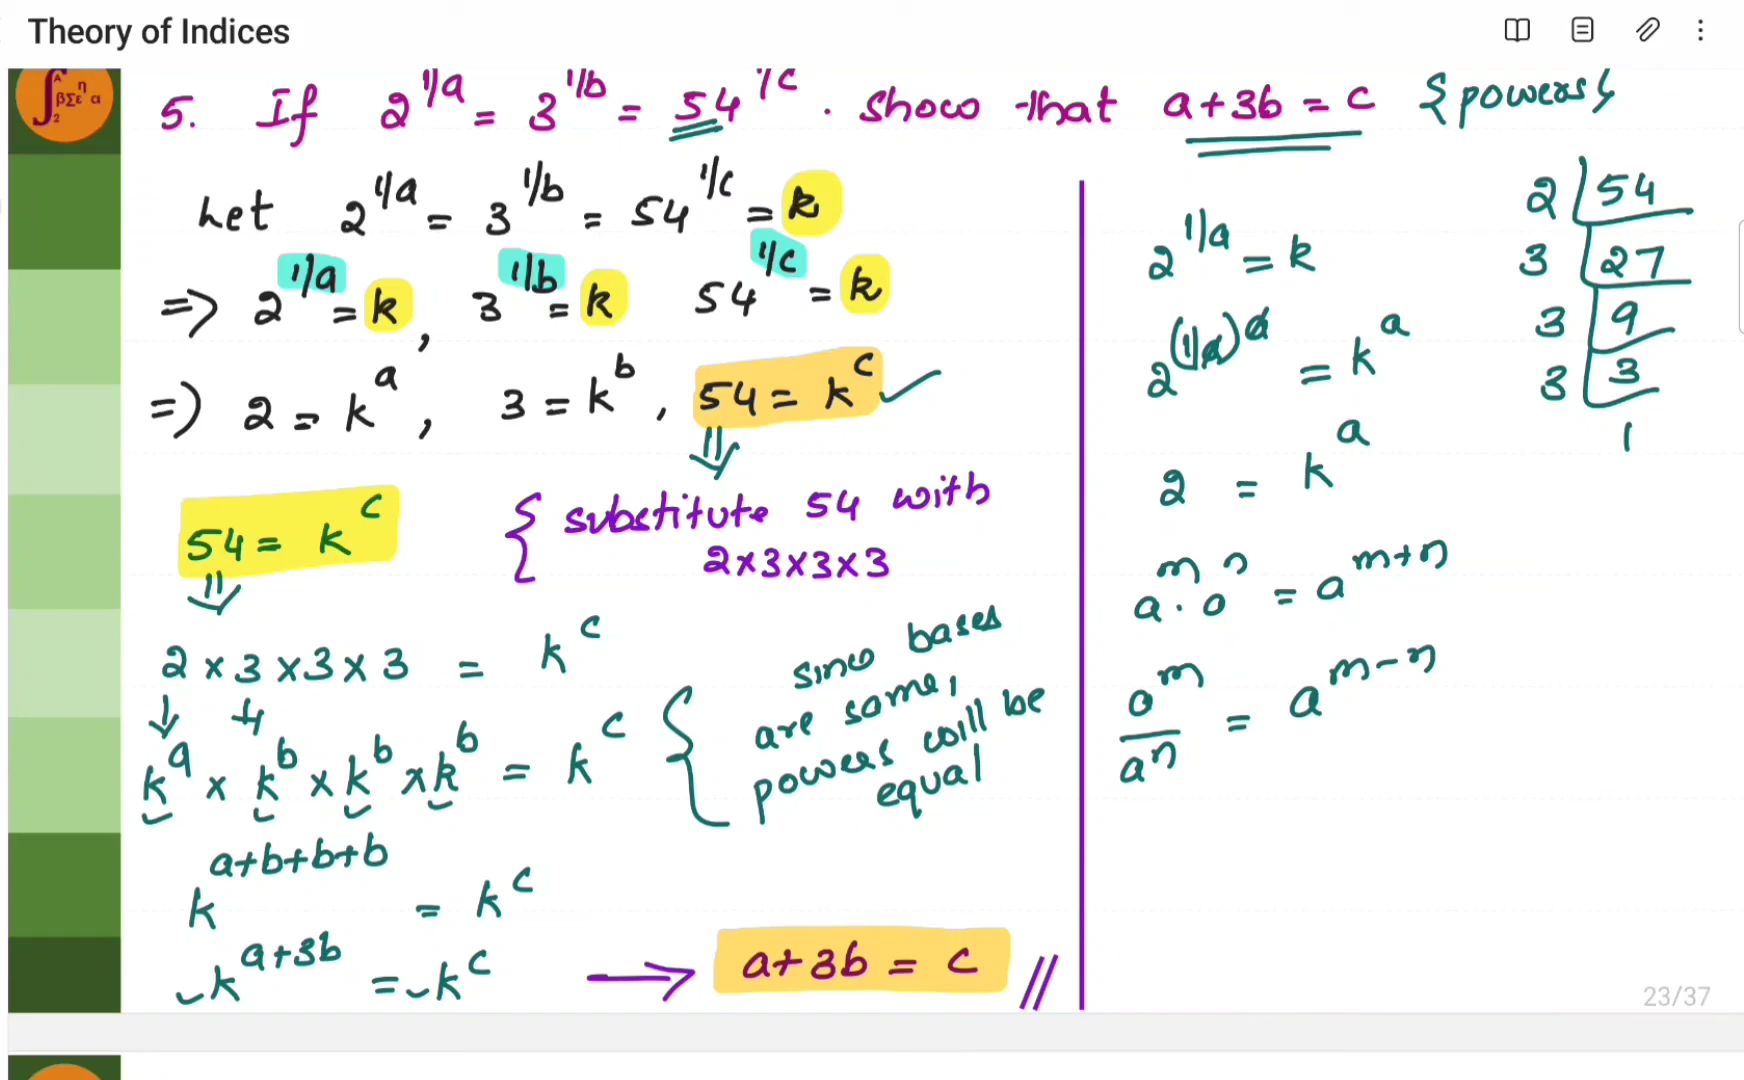 Theory of Indices
5. If 2^1/a = 3^1/b = 54^1/c . Show that a+3b = c {powers}
Let 2^1/a = 3^1/b = 54^1/c = k
=> 2^1/a = k, 3^1/b = k 54^1/c = k
=> 2 = k^a, 3 = k^b, 54 = k^c ✓
54 = k^c { substitute 54 with
2×3×3×3
2 × 3 × 3 × 3 = k^c
k^a × k^b × k^b × k^b = k^c
{ since bases
are same,
powers will be
equal
k^a+b+b+b = k^c
k^a+3b = k^c → a+3b = c //
2^1/a = k
2^(1/a)a = k^a
2 = k^a
a^m . a^n = a^m+n
a^m/a^n = a^m-n
2 | 54
3 | 27
3 | 9
3 | 3
1
23/37